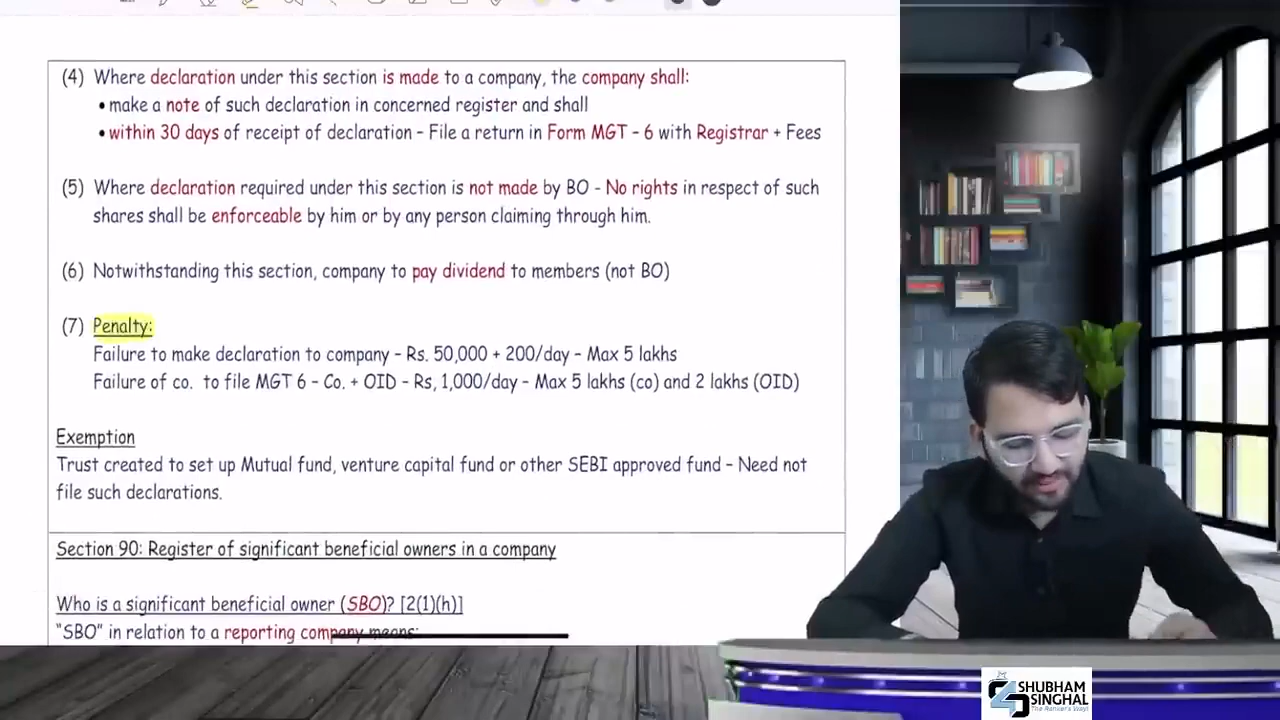 (4) Where declaration under this section is made to a company, the company shall:
• make a note of such declaration in concerned register and shall
• within 30 days of receipt of declaration – File a return in Form MGT – 6 with Registrar + Fees
(5) Where declaration required under this section is not made by BO - No rights in respect of such
shares shall be enforceable by him or by any person claiming through him.
(6) Notwithstanding this section, company to pay dividend to members (not BO)
(7) Penalty:
Failure to make declaration to company – Rs. 50,000 + 200/day – Max 5 lakhs
Failure of co. to file MGT 6 – Co. + OID – Rs, 1,000/day – Max 5 lakhs (co) and 2 lakhs (OID)
Exemption
Trust created to set up Mutual fund, venture capital fund or other SEBI approved fund – Need not
file such declarations.
Section 90: Register of significant beneficial owners in a company
Who is a significant beneficial owner (SBO)? [2(1)(h)]
"SBO" in relation to a reporting company means:
SHUBHAM
SINGHAL
The Rankers Way!